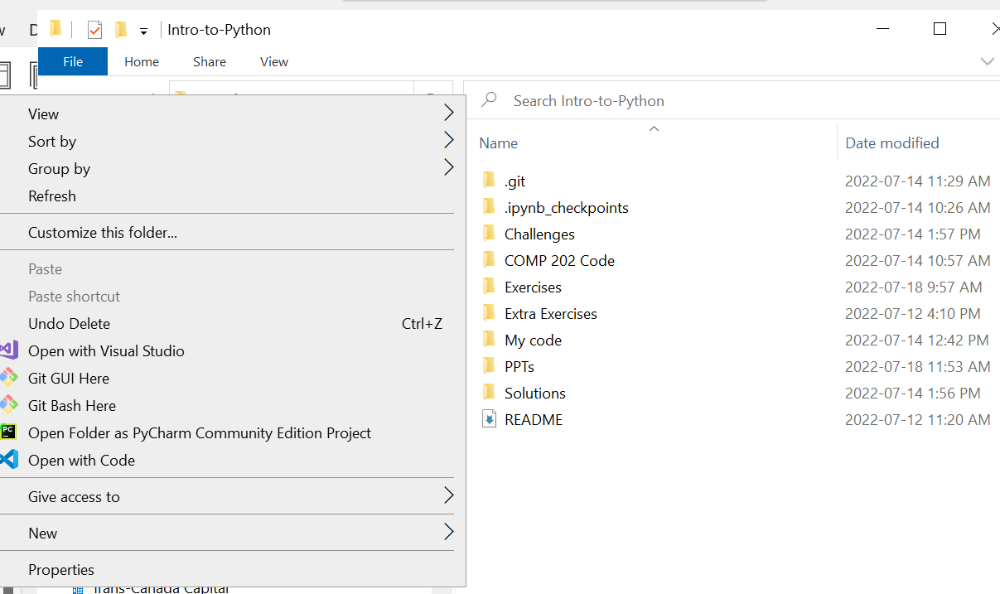 Intro-to-Python
File Home Share View
Search Intro-to-Python
View
Sort by
Group by
Refresh
Customize this folder...
Paste
Paste shortcut
Undo Delete Ctrl+Z
Open with Visual Studio
Git GUI Here
Git Bash Here
PC
Open Folder as PyCharm Community Edition Project
Open with Code
Give access to
New
Properties
Trans-Canada Capital
Name Date modified
.git 2022-07-14 11:29 AM
.ipynb_checkpoints 2022-07-14 10:26 AM
Challenges 2022-07-14 1:57 PM
COMP 202 Code 2022-07-14 10:57 AM
Exercises 2022-07-18 9:57 AM
Extra Exercises 2022-07-12 4:10 PM
My code 2022-07-14 12:42 PM
PPTs 2022-07-18 11:53 AM
Solutions 2022-07-14 1:56 PM
README 2022-07-12 11:20 AM